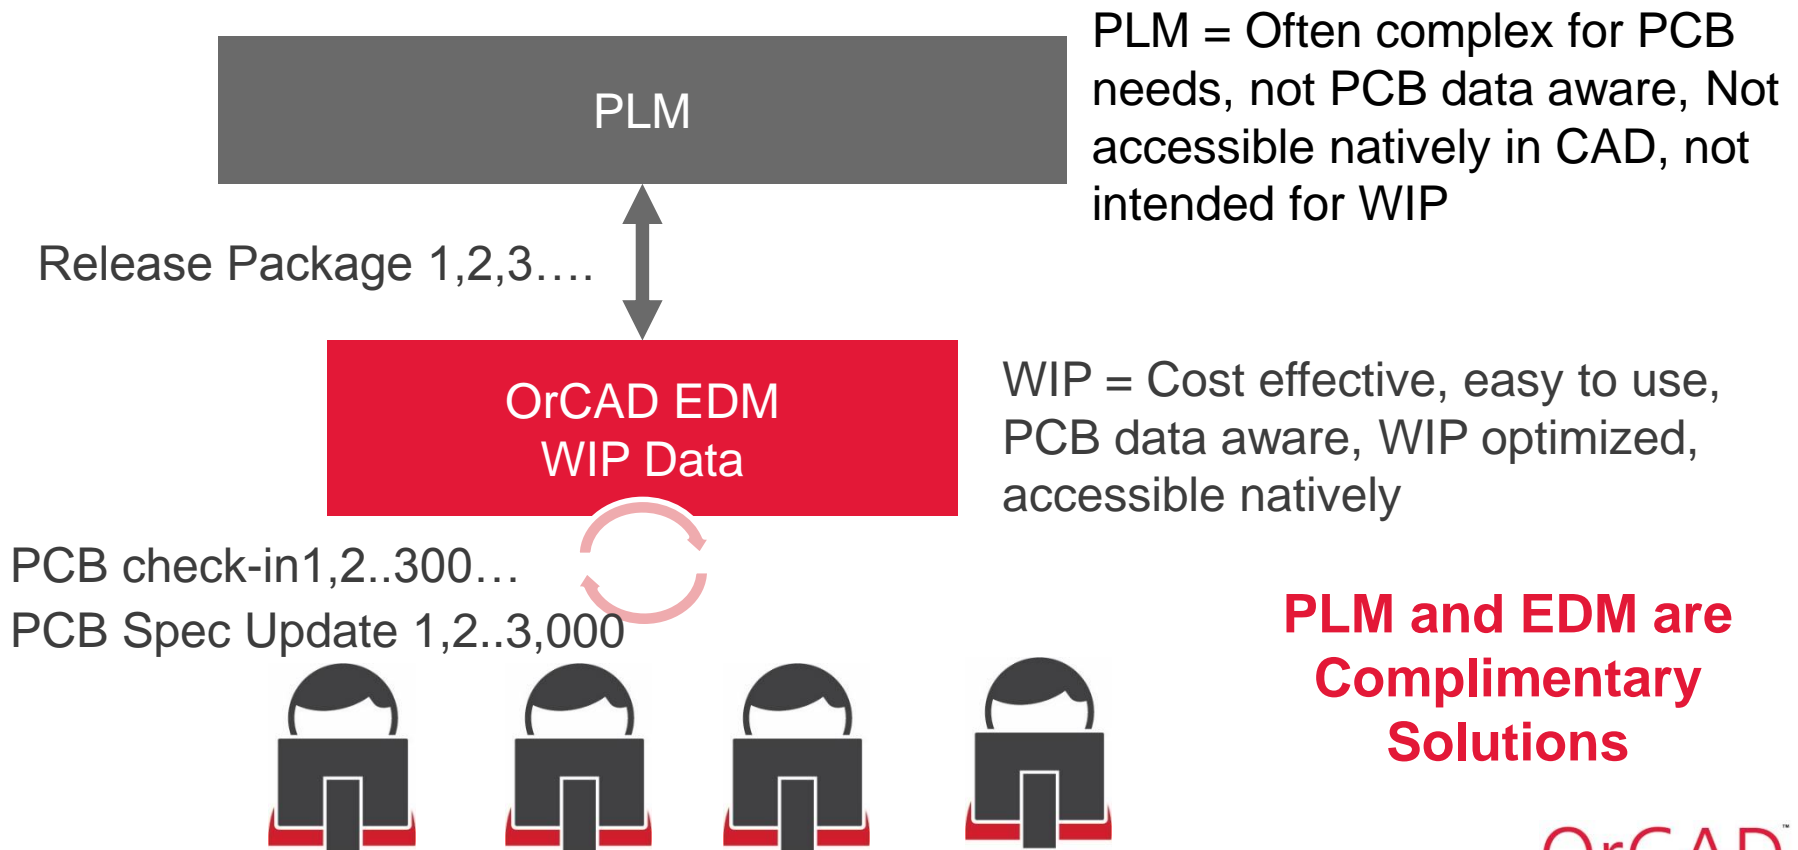 PLM
PLM = Often complex for PCB
needs, not PCB data aware, Not
accessible natively in CAD, not
intended for WIP
Release Package 1,2,3….
OrCAD EDM
WIP Data
WIP = Cost effective, easy to use,
PCB data aware, WIP optimized,
accessible natively
PCB check-in1,2..300…
PCB Spec Update 1,2..3,000
PLM and EDM are
Complimentary
Solutions
OrCAD™